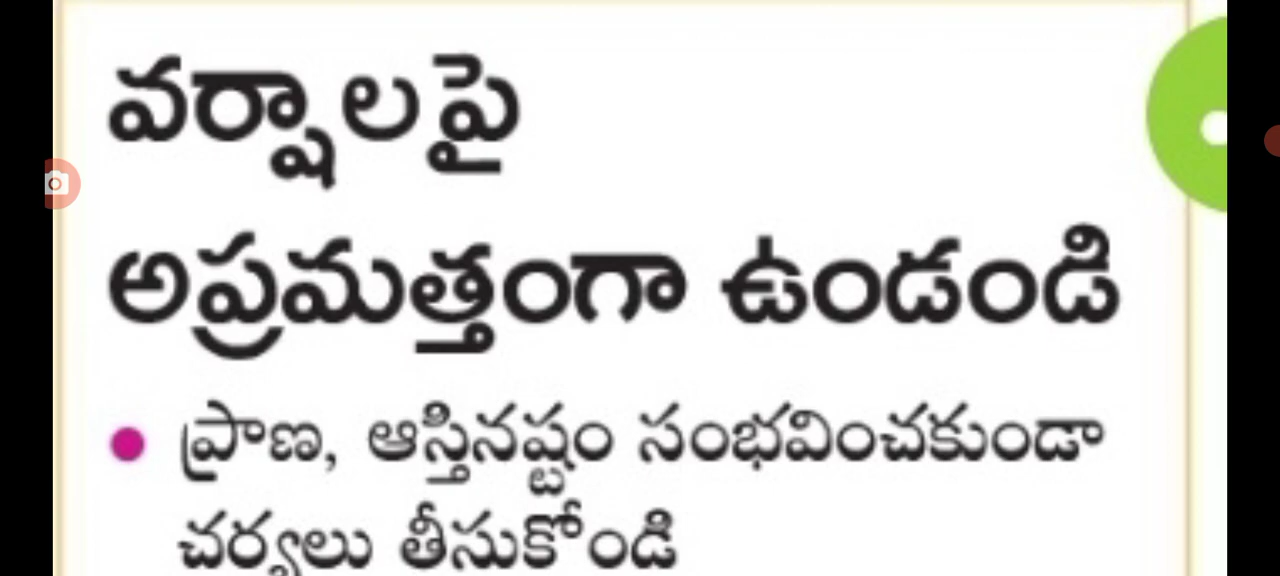 వర్షాలపై
అప్రమత్తంగా ఉండండి
• ప్రాణ, ఆస్తినష్టం సంభవించకుండా
చర్యలు తీసుకోండి